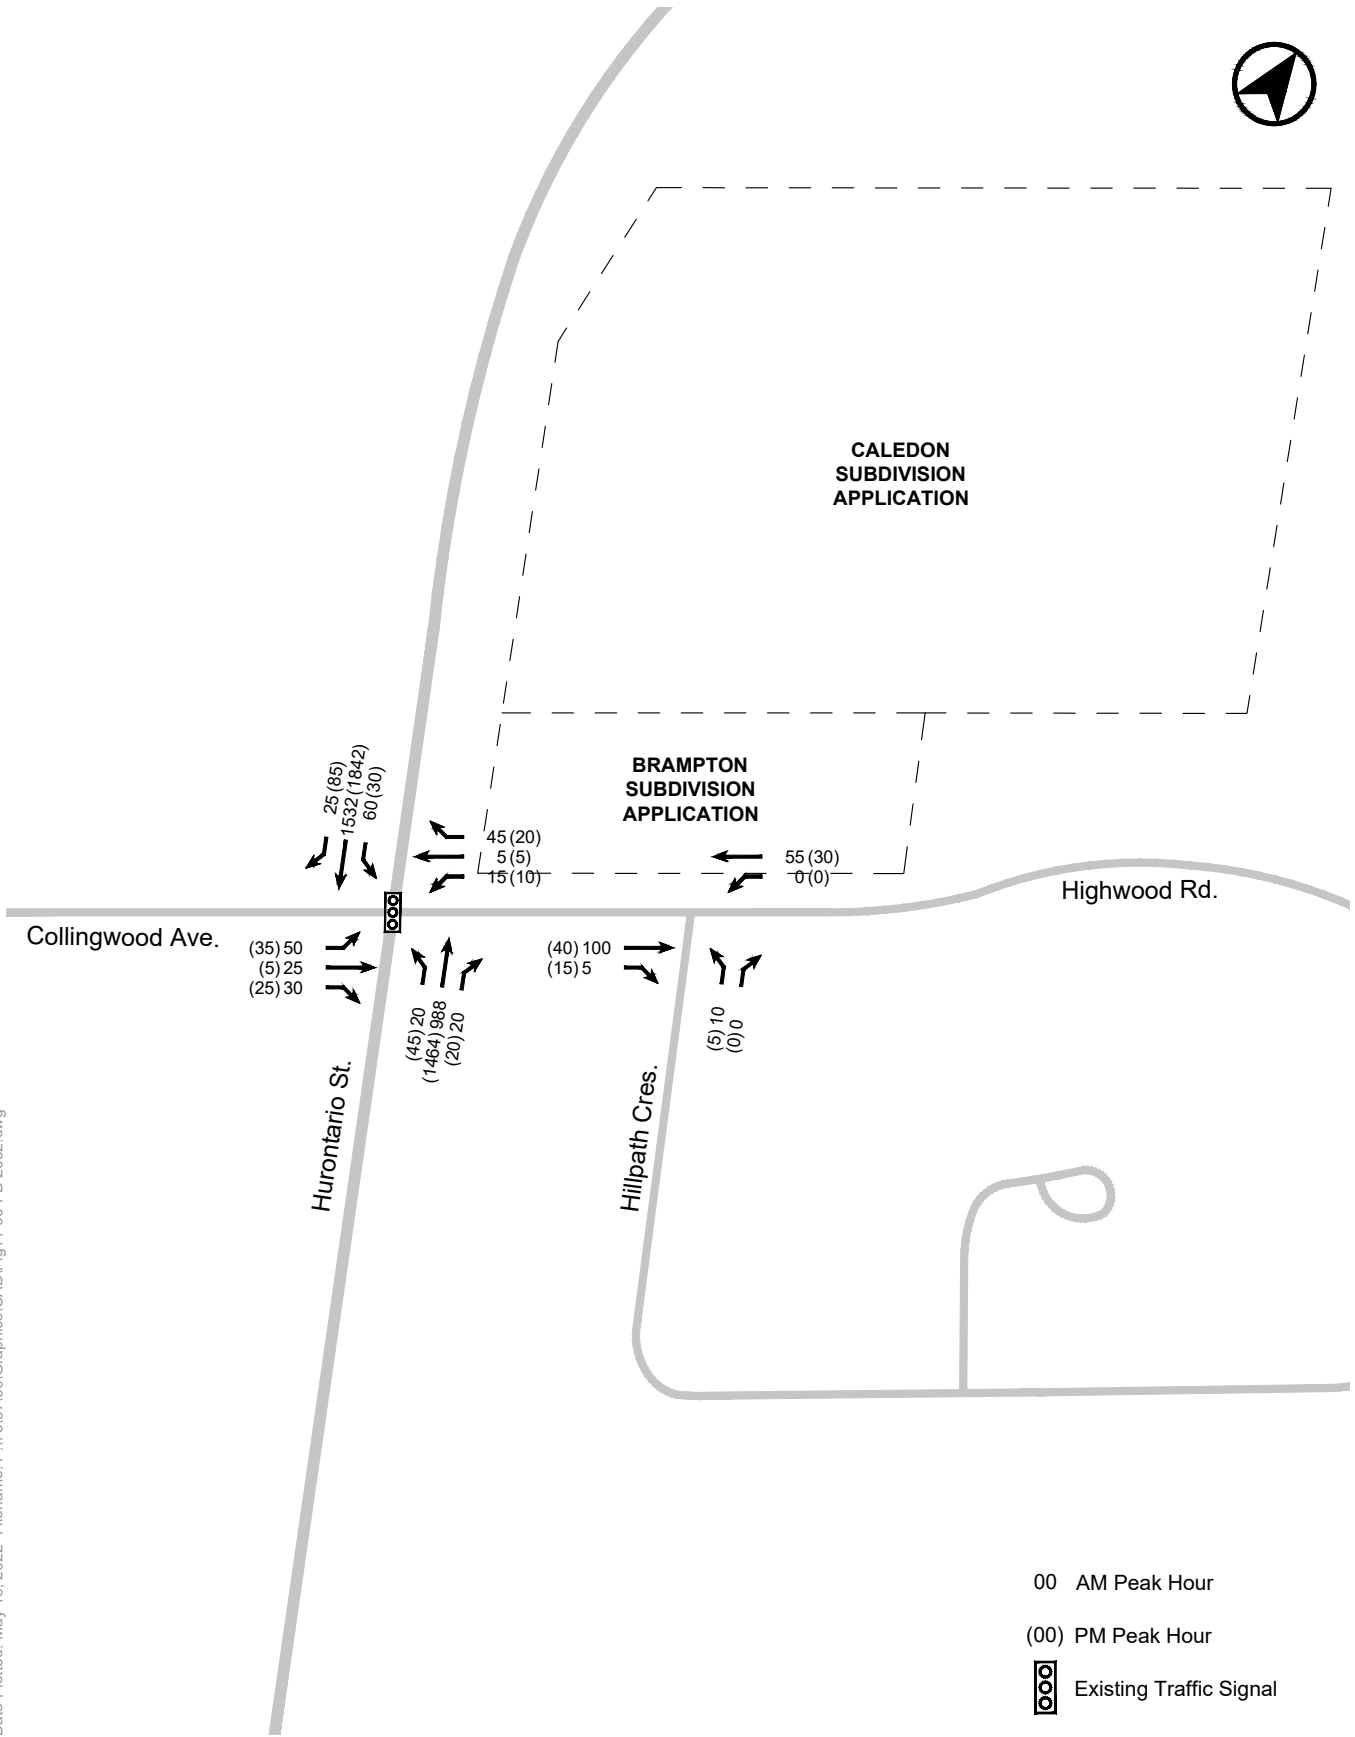 CALEDON
SUBDIVISION
APPLICATION
BRAMPTON
SUBDIVISION
APPLICATION
25 (85)
1532 (1842)
60 (30)
45 (20)
5 (5)
15 (10)
55 (30)
0 (0)
Highwood Rd.
Collingwood Ave.
(35) 50
(5) 25
(25) 30
(40) 100
(15) 5
(45) 20
(1464) 988
(20) 20
(5) 10
(0) 0
Hurontario St.
Hillpath Cres.
00 AM Peak Hour
(00) PM Peak Hour
Existing Traffic Signal